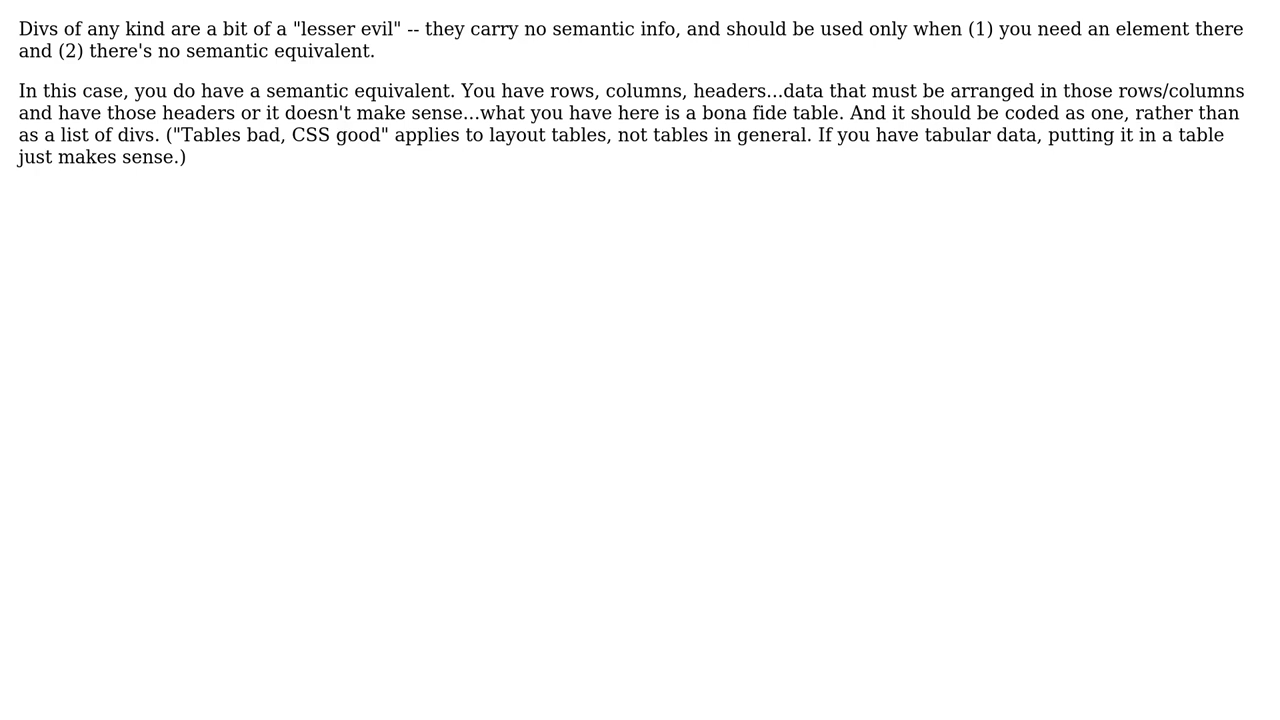 Divs of any kind are a bit of a "lesser evil" -- they carry no semantic info, and should be used only when (1) you need an element there
and (2) there's no semantic equivalent.
In this case, you do have a semantic equivalent. You have rows, columns, headers...data that must be arranged in those rows/columns
and have those headers or it doesn't make sense...what you have here is a bona fide table. And it should be coded as one, rather than
as a list of divs. ("Tables bad, CSS good" applies to layout tables, not tables in general. If you have tabular data, putting it in a table
just makes sense.)